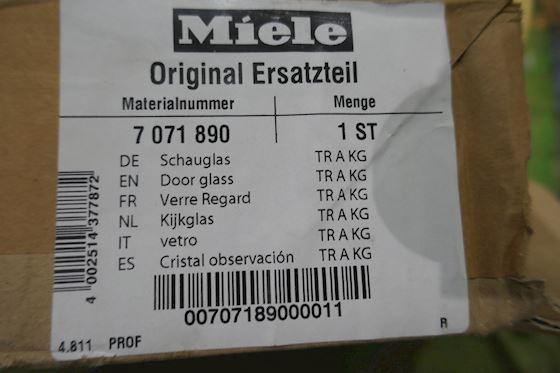 Miele
Original Ersatzteil
Materialnummer Menge
7 071 890 1 ST
DE Schauglas TR A KG
EN Door glass TR A KG
FR Verre Regard TR A KG
NL Kijkglas TR A KG
IT vetro TR A KG
ES Cristal observación TR A KG
4 002514 377872
00707189000011
4.811 PROF R